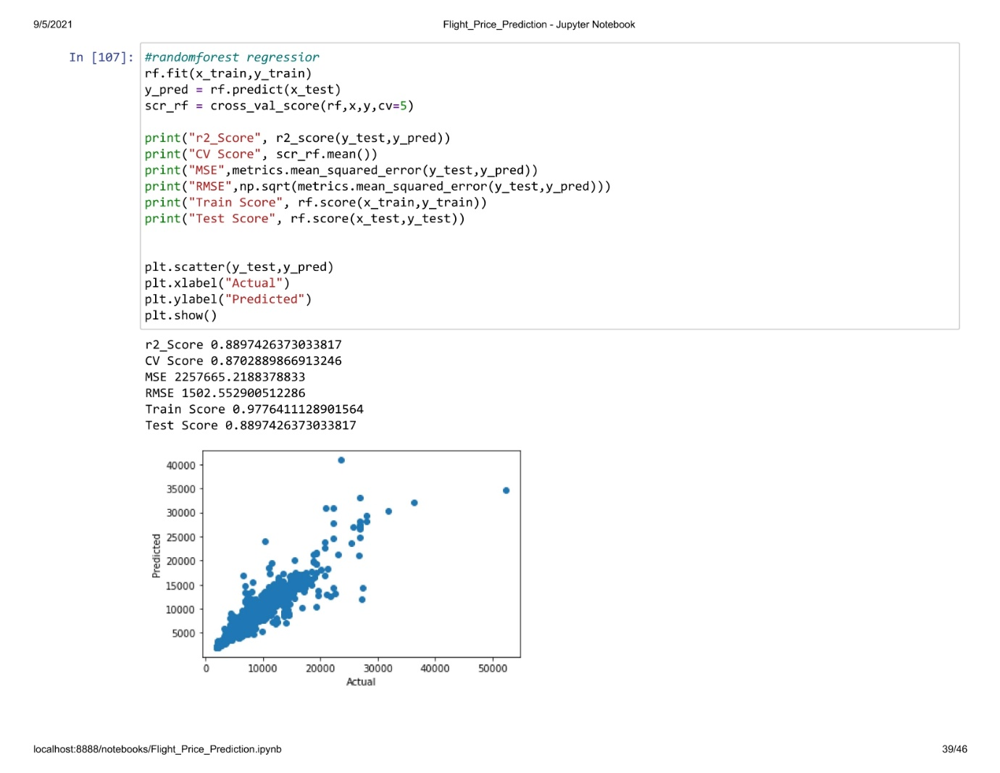 9/5/2021 Flight_Price_Prediction - Jupyter Notebook
In [107]: #randomforest regressior
rf.fit(x_train,y_train)
y_pred = rf.predict(x_test)
scr_rf = cross_val_score(rf,x,y,cv=5)
print("r2_Score", r2_score(y_test,y_pred))
print("CV Score", scr_rf.mean())
print("MSE",metrics.mean_squared_error(y_test,y_pred))
print("RMSE",np.sqrt(metrics.mean_squared_error(y_test,y_pred)))
print("Train Score", rf.score(x_train,y_train))
print("Test Score", rf.score(x_test,y_test))
plt.scatter(y_test,y_pred)
plt.xlabel("Actual")
plt.ylabel("Predicted")
plt.show()
r2_Score 0.8897426373033817
CV Score 0.8702889866913246
MSE 2257665.2188378833
RMSE 1502.552900512286
Train Score 0.9776411128901564
Test Score 0.8897426373033817
40000
35000
30000
25000
20000
15000
10000
5000
Predicted
0 10000 20000 30000 40000 50000
Actual
localhost:8888/notebooks/Flight_Price_Prediction.ipynb 39/46